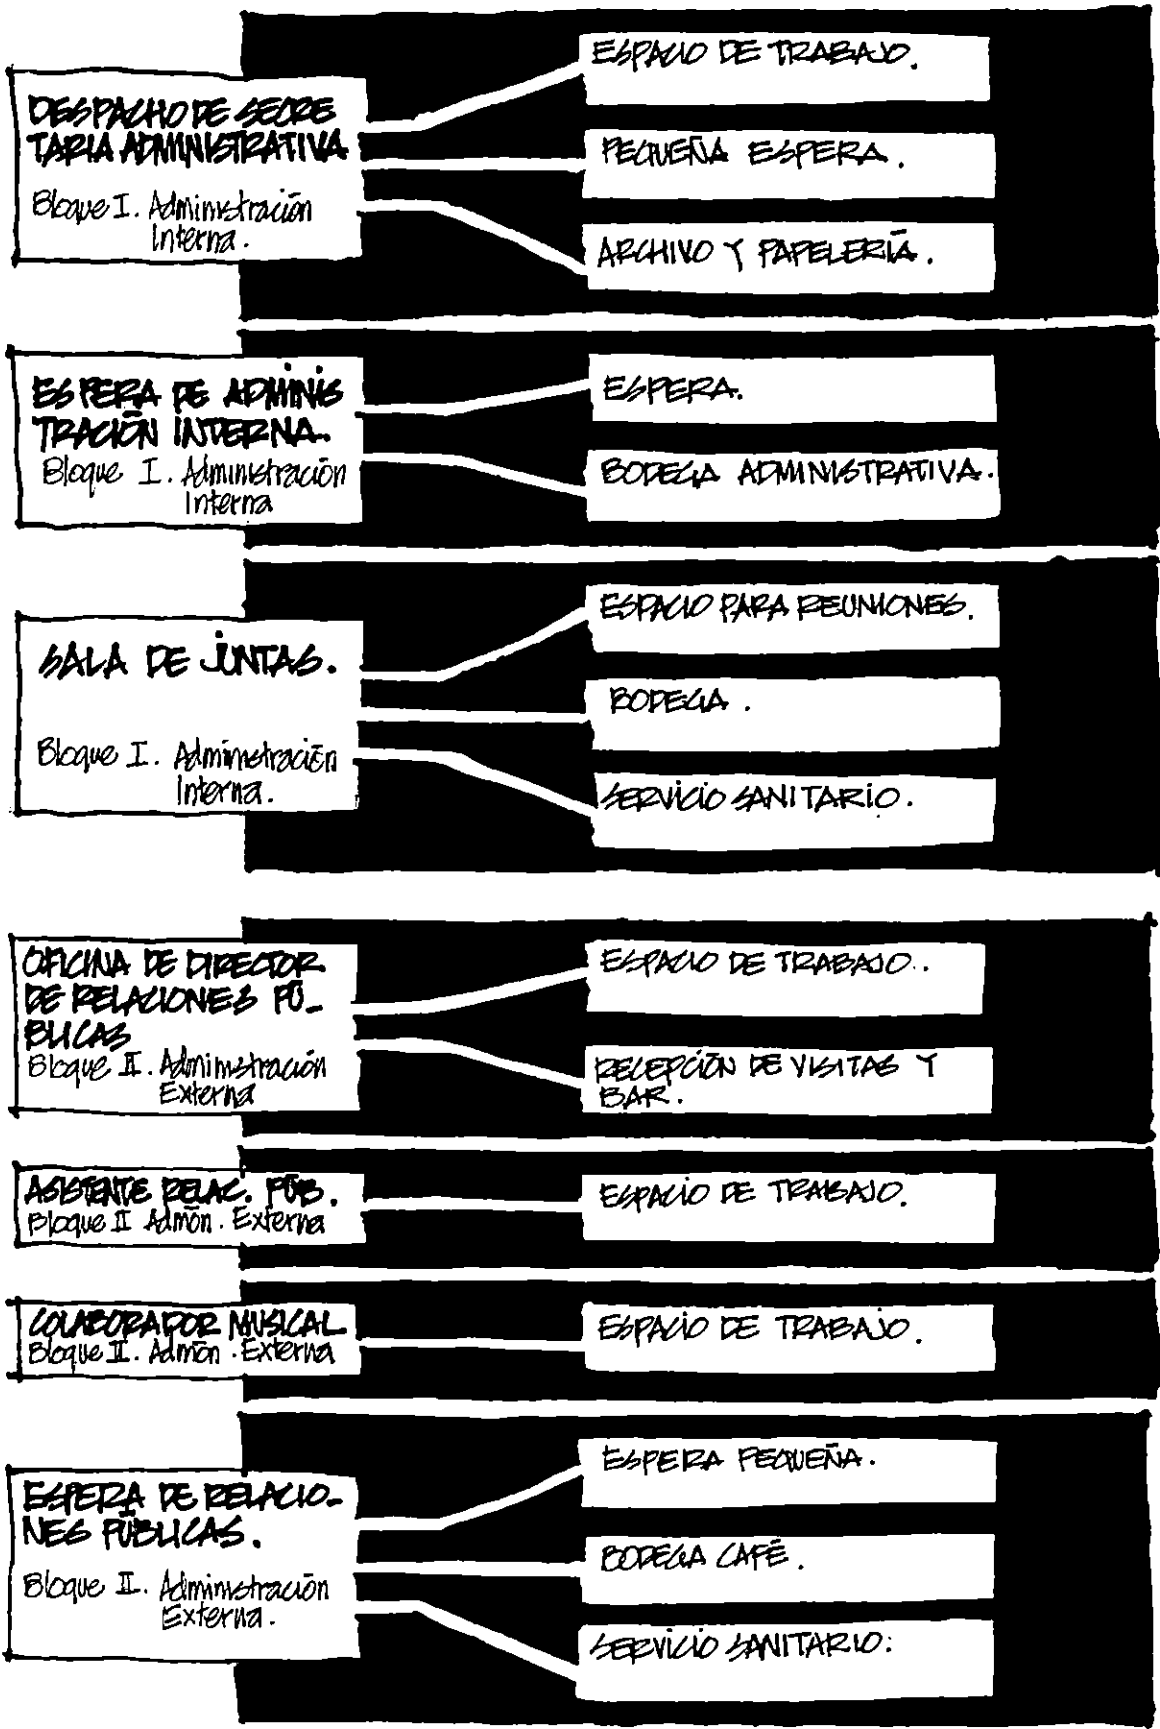 DESPACHO DE SECRE
TARIA ADMINISTRATIVA
Bloque I. Administración
Interna.
ESPACIO DE TRABAJO.
PEQUEÑA ESPERA.
ARCHIVO Y PAPELERÍA.
ESPERA DE ADMINIS
TRACIÓN INTERNA.
Bloque I. Administración
Interna
ESPERA.
BODEGA ADMINISTRATIVA.
SALA DE JUNTAS.
Bloque I. Administración
Interna.
ESPACIO PARA REUNIONES.
BODEGA.
SERVICIO SANITARIO.
OFICINA DE DIRECTOR
DE RELACIONES PÚ-
BLICAS
Bloque II. Administración
Externa
ESPACIO DE TRABAJO..
RECEPCIÓN DE VISITAS Y
BAR.
ASISTENTE RELAC. PÚB.
Bloque II Admón. Externa
ESPACIO DE TRABAJO.
COLABORADOR MUSICAL
Bloque II. Admón. Externa
ESPACIO DE TRABAJO.
ESPERA DE RELACIO-
NES PÚBLICAS.
Bloque II. Administración
Externa.
ESPERA PEQUEÑA.
BODEGA CAFÉ.
SERVICIO SANITARIO.